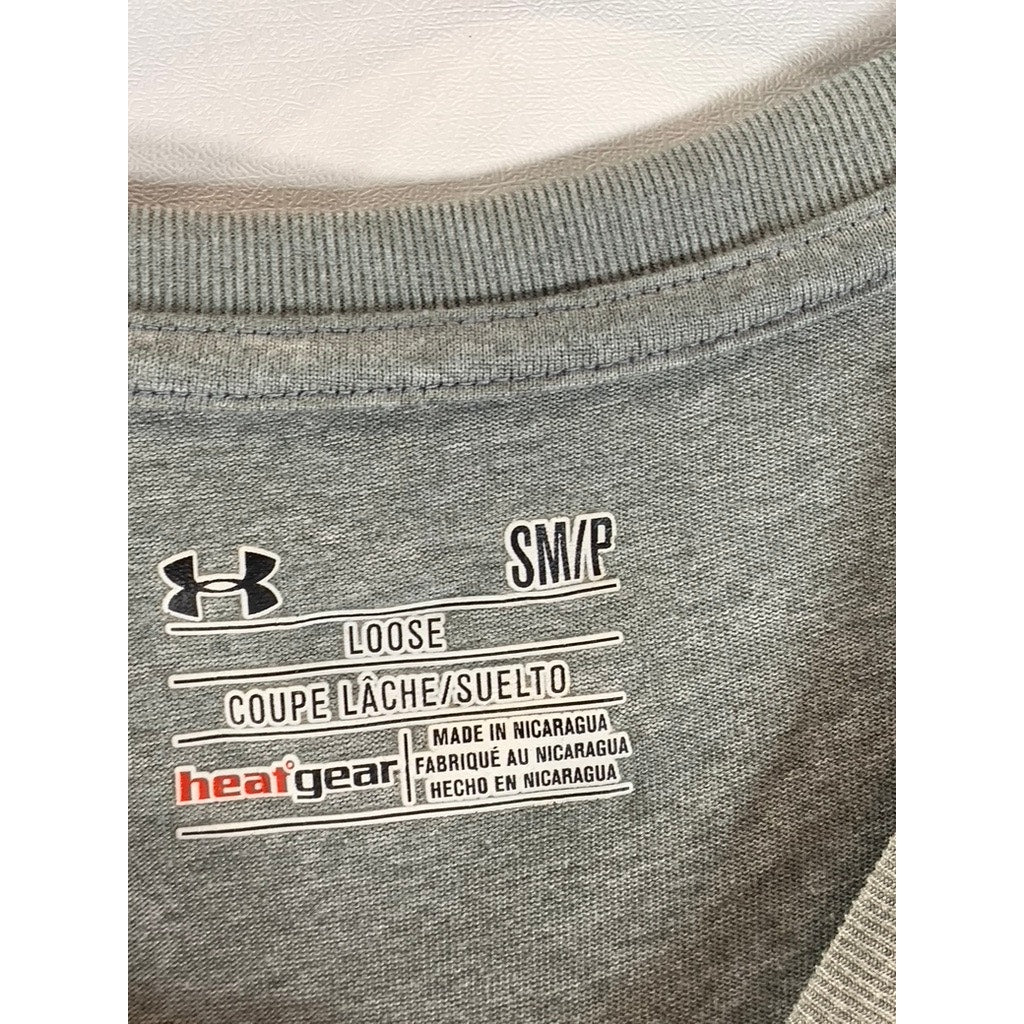 SM/P
LOOSE
COUPE LÂCHE/SUELTO
heatgear
MADE IN NICARAGUA
FABRIQUÉ AU NICARAGUA
HECHO EN NICARAGUA